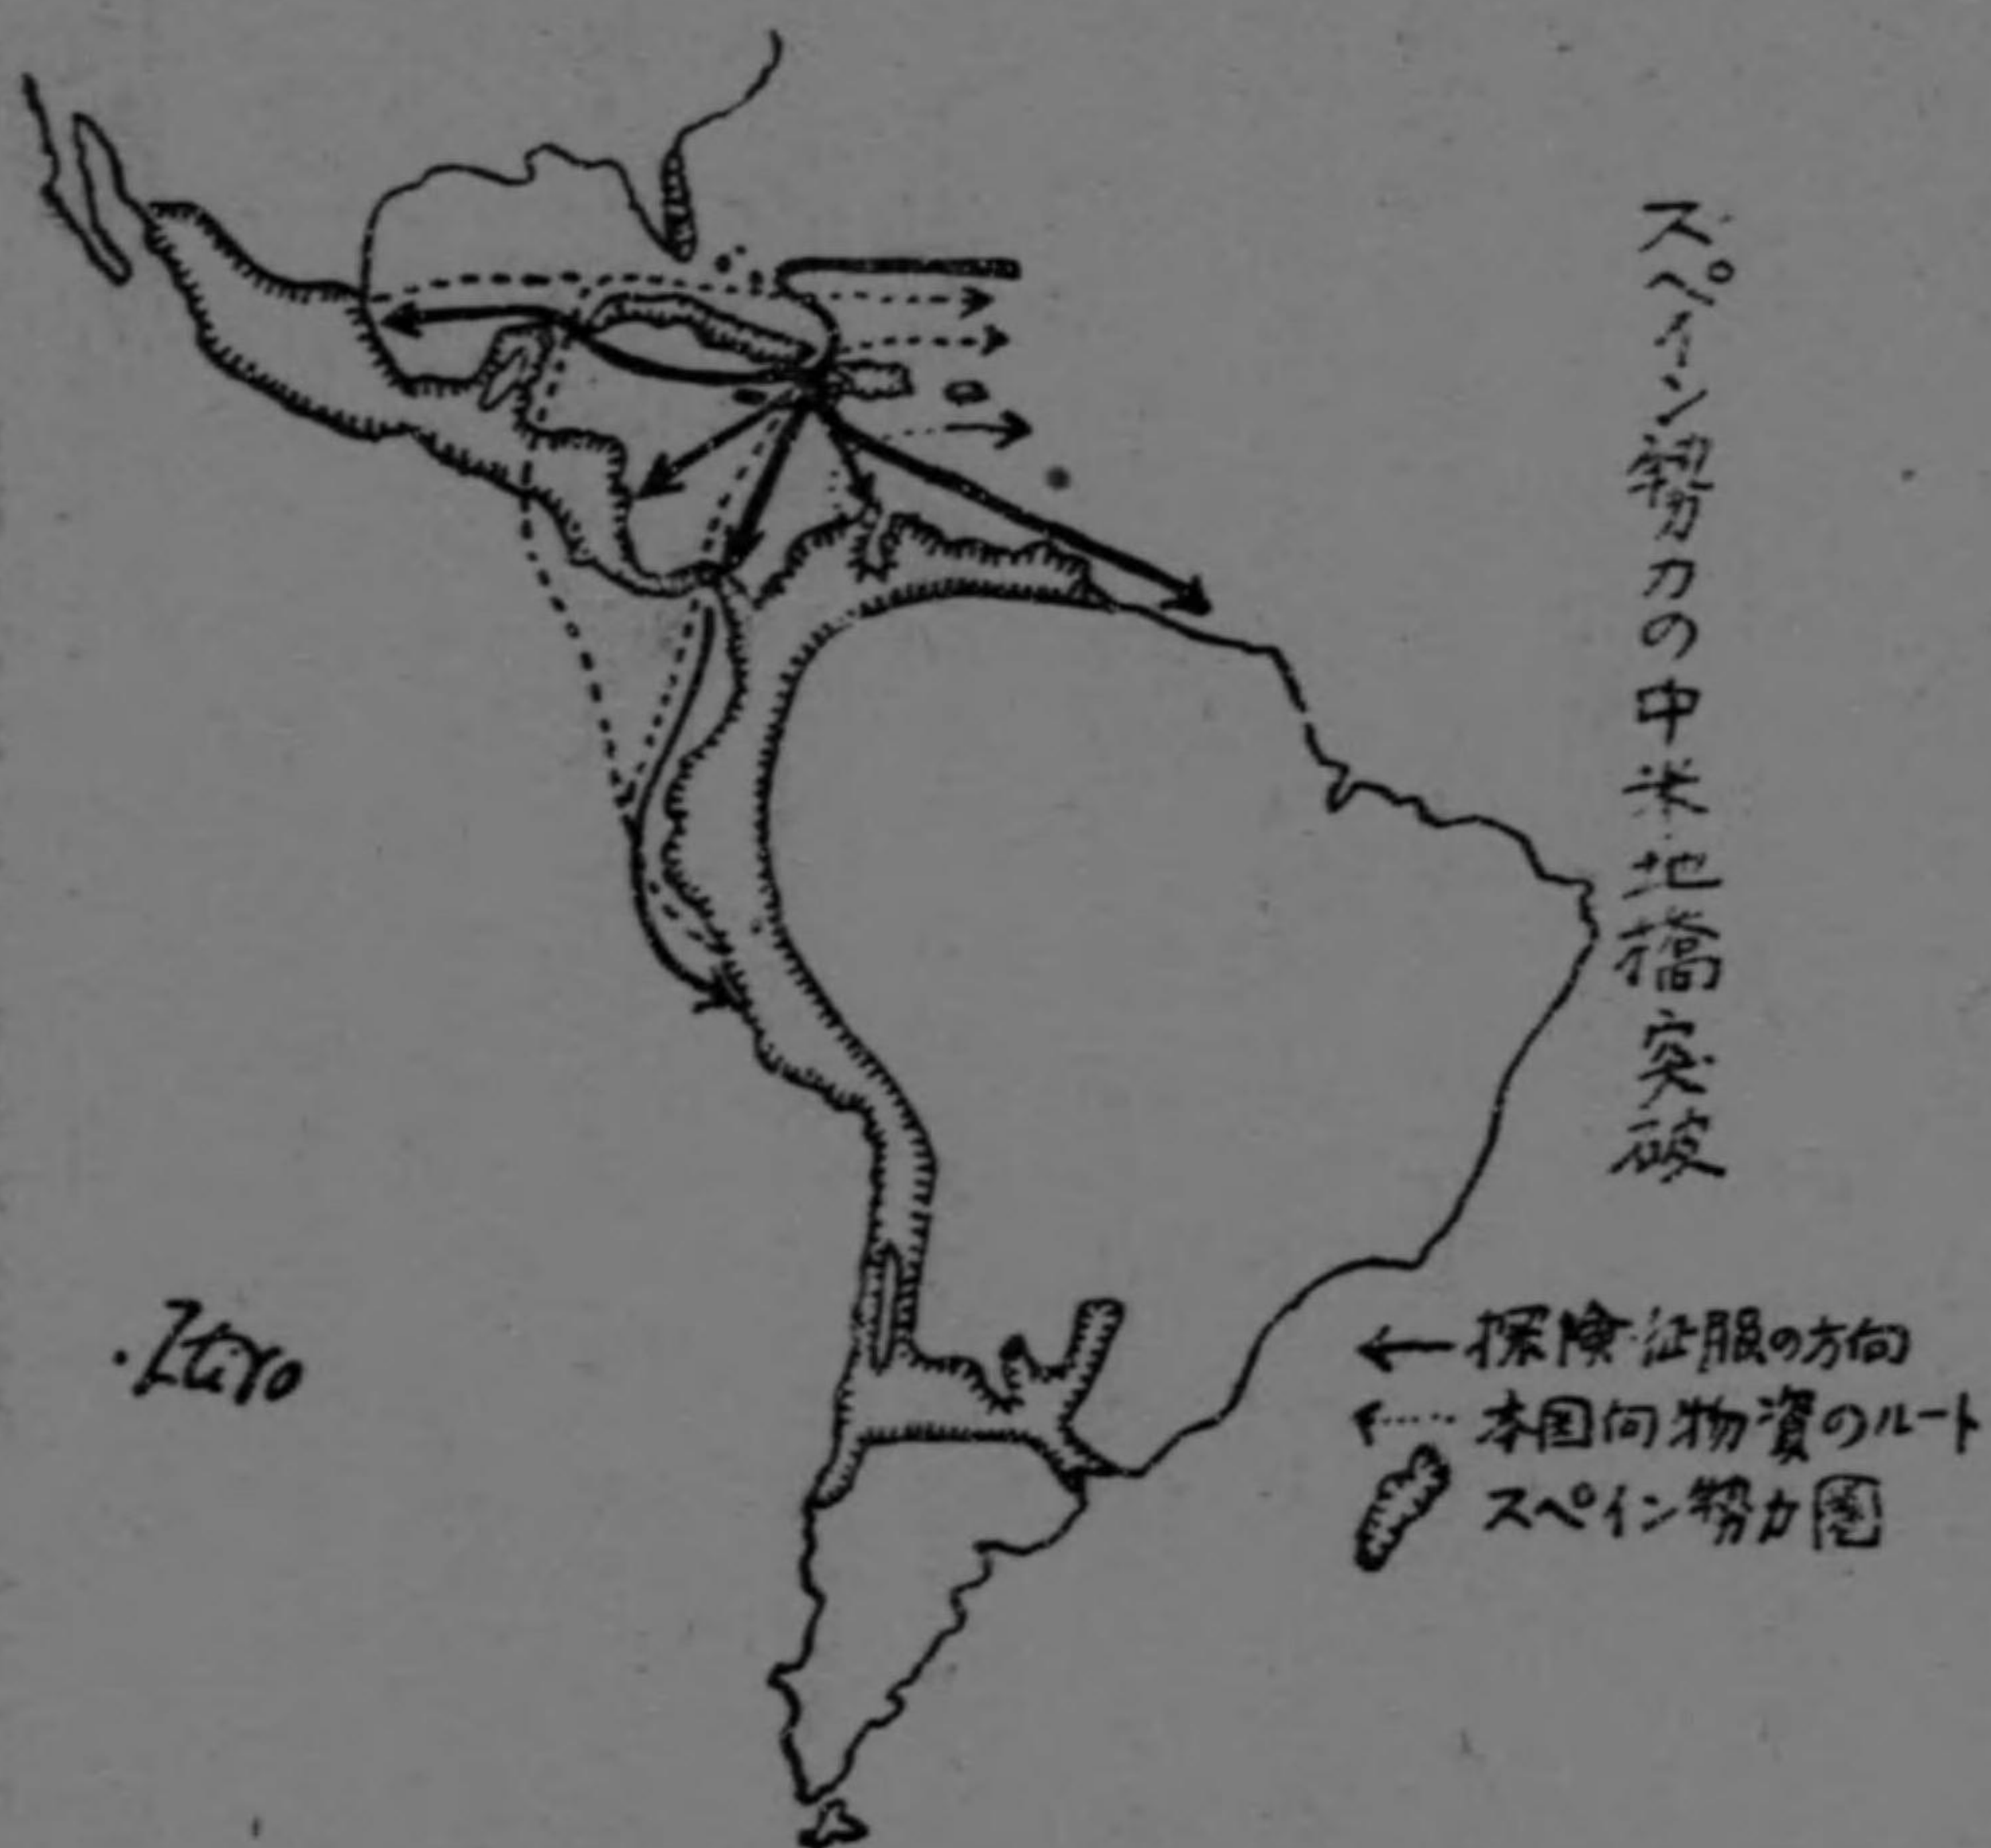 スペイン勢力の中米地橋突破
←探険・征服の方向
←‥‥本国向物資のルート
スペイン勢力圏
Itiro